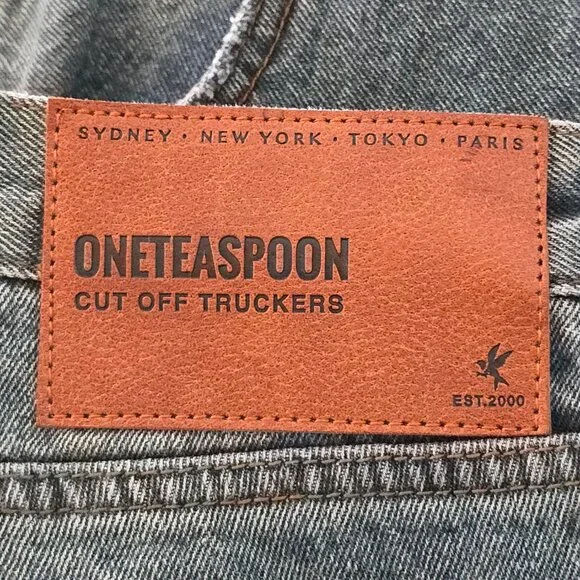 SYDNEY · NEW YORK · TOKYO · PARIS
ONETEASPOON
CUT OFF TRUCKERS
EST.2000